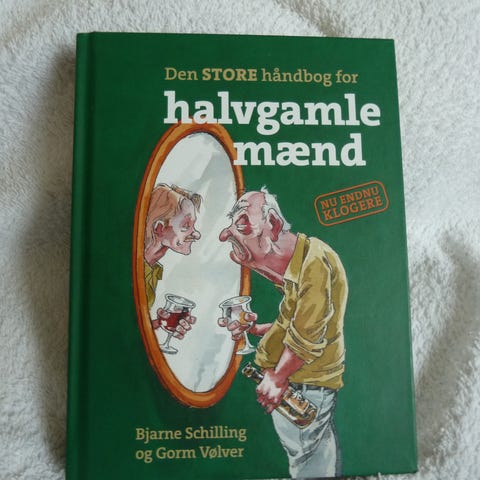 Den STORE håndbog for
halvgamle
mænd
NU ENDNU
KLOGERE
Bjarne Schilling
og Gorm Vølver